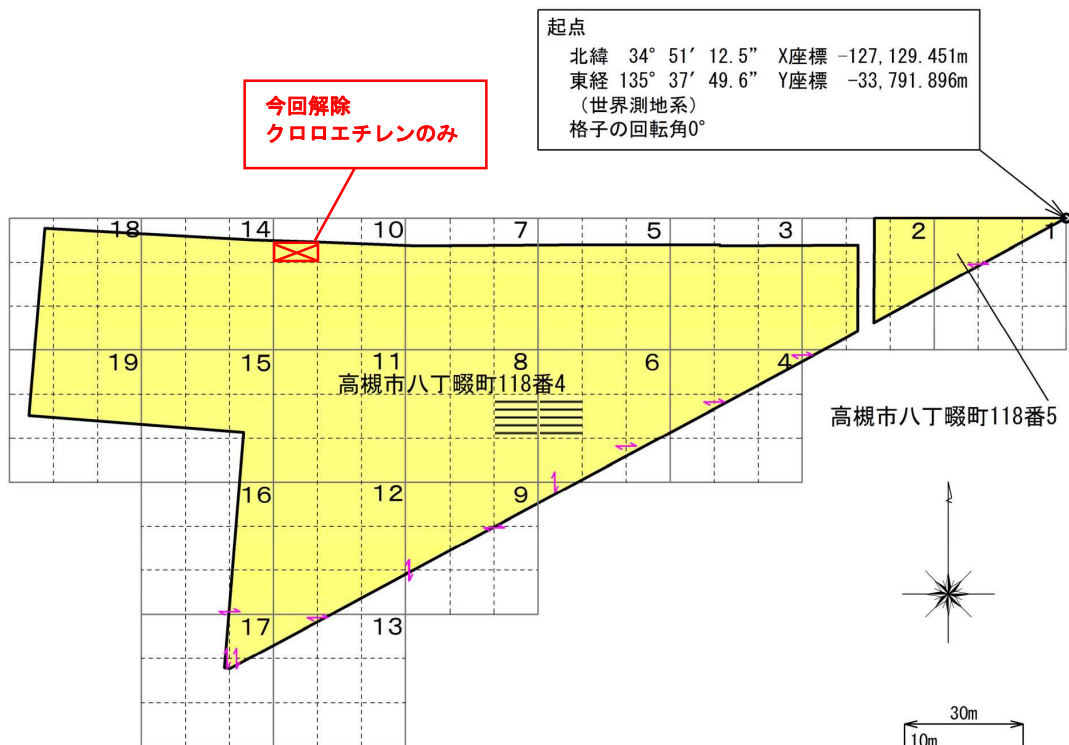 起点
北緯 34° 51′ 12.5” X座標 -127,129.451m
東経 135° 37′ 49.6” Y座標 -33,791.896m
(世界測地系)
格子の回転角0°
今回解除
クロロエチレンのみ
18 14 10 7 5 3 2 1
19 15 11 8 6 4
高槻市八丁畷町118番4
高槻市八丁畷町118番5
16 12 9
17 13
30m
10m